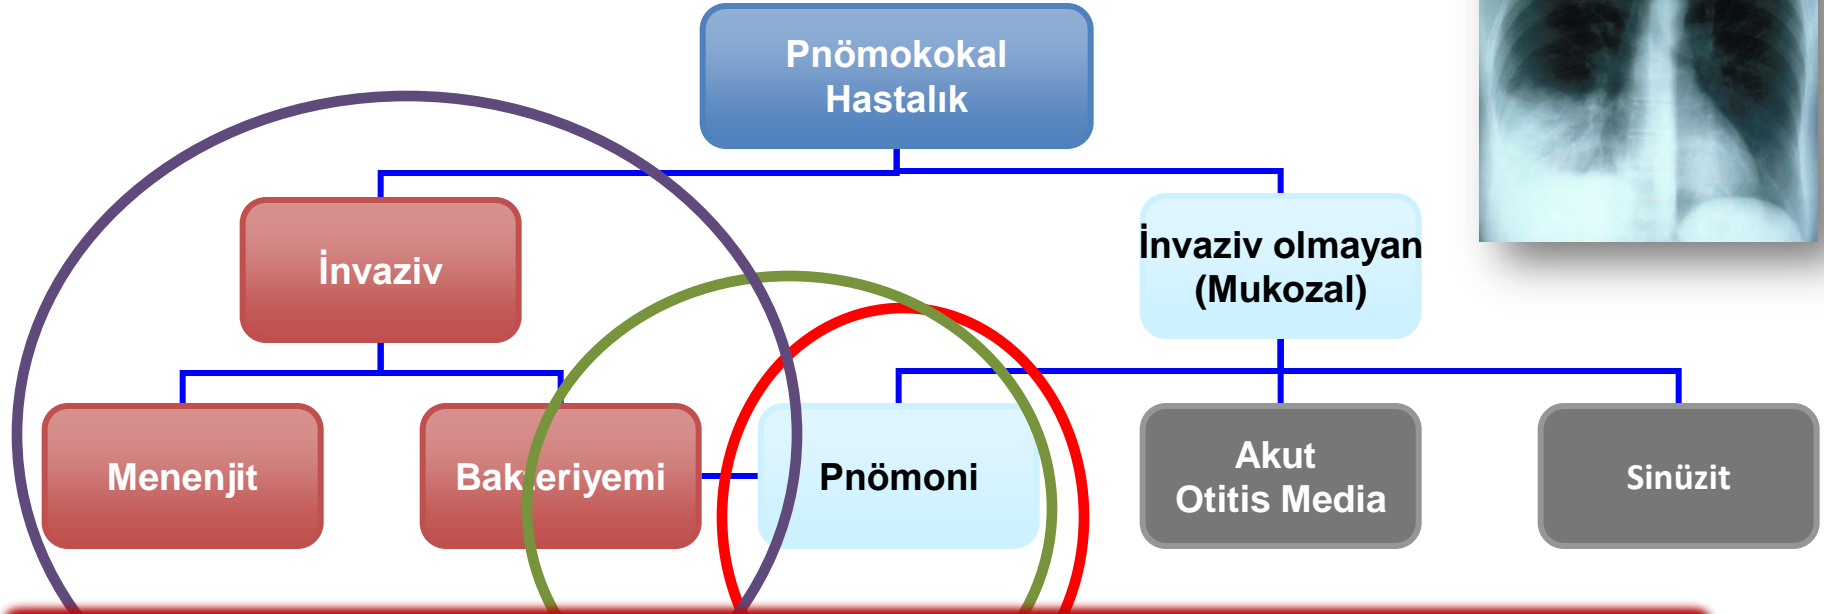 Pnömokokal
Hastalık
İnvaziv
İnvaziv olmayan
(Mukozal)
Menenjit
Bakteriyemi
Pnömoni
Akut
Otitis Media
Sinüzit